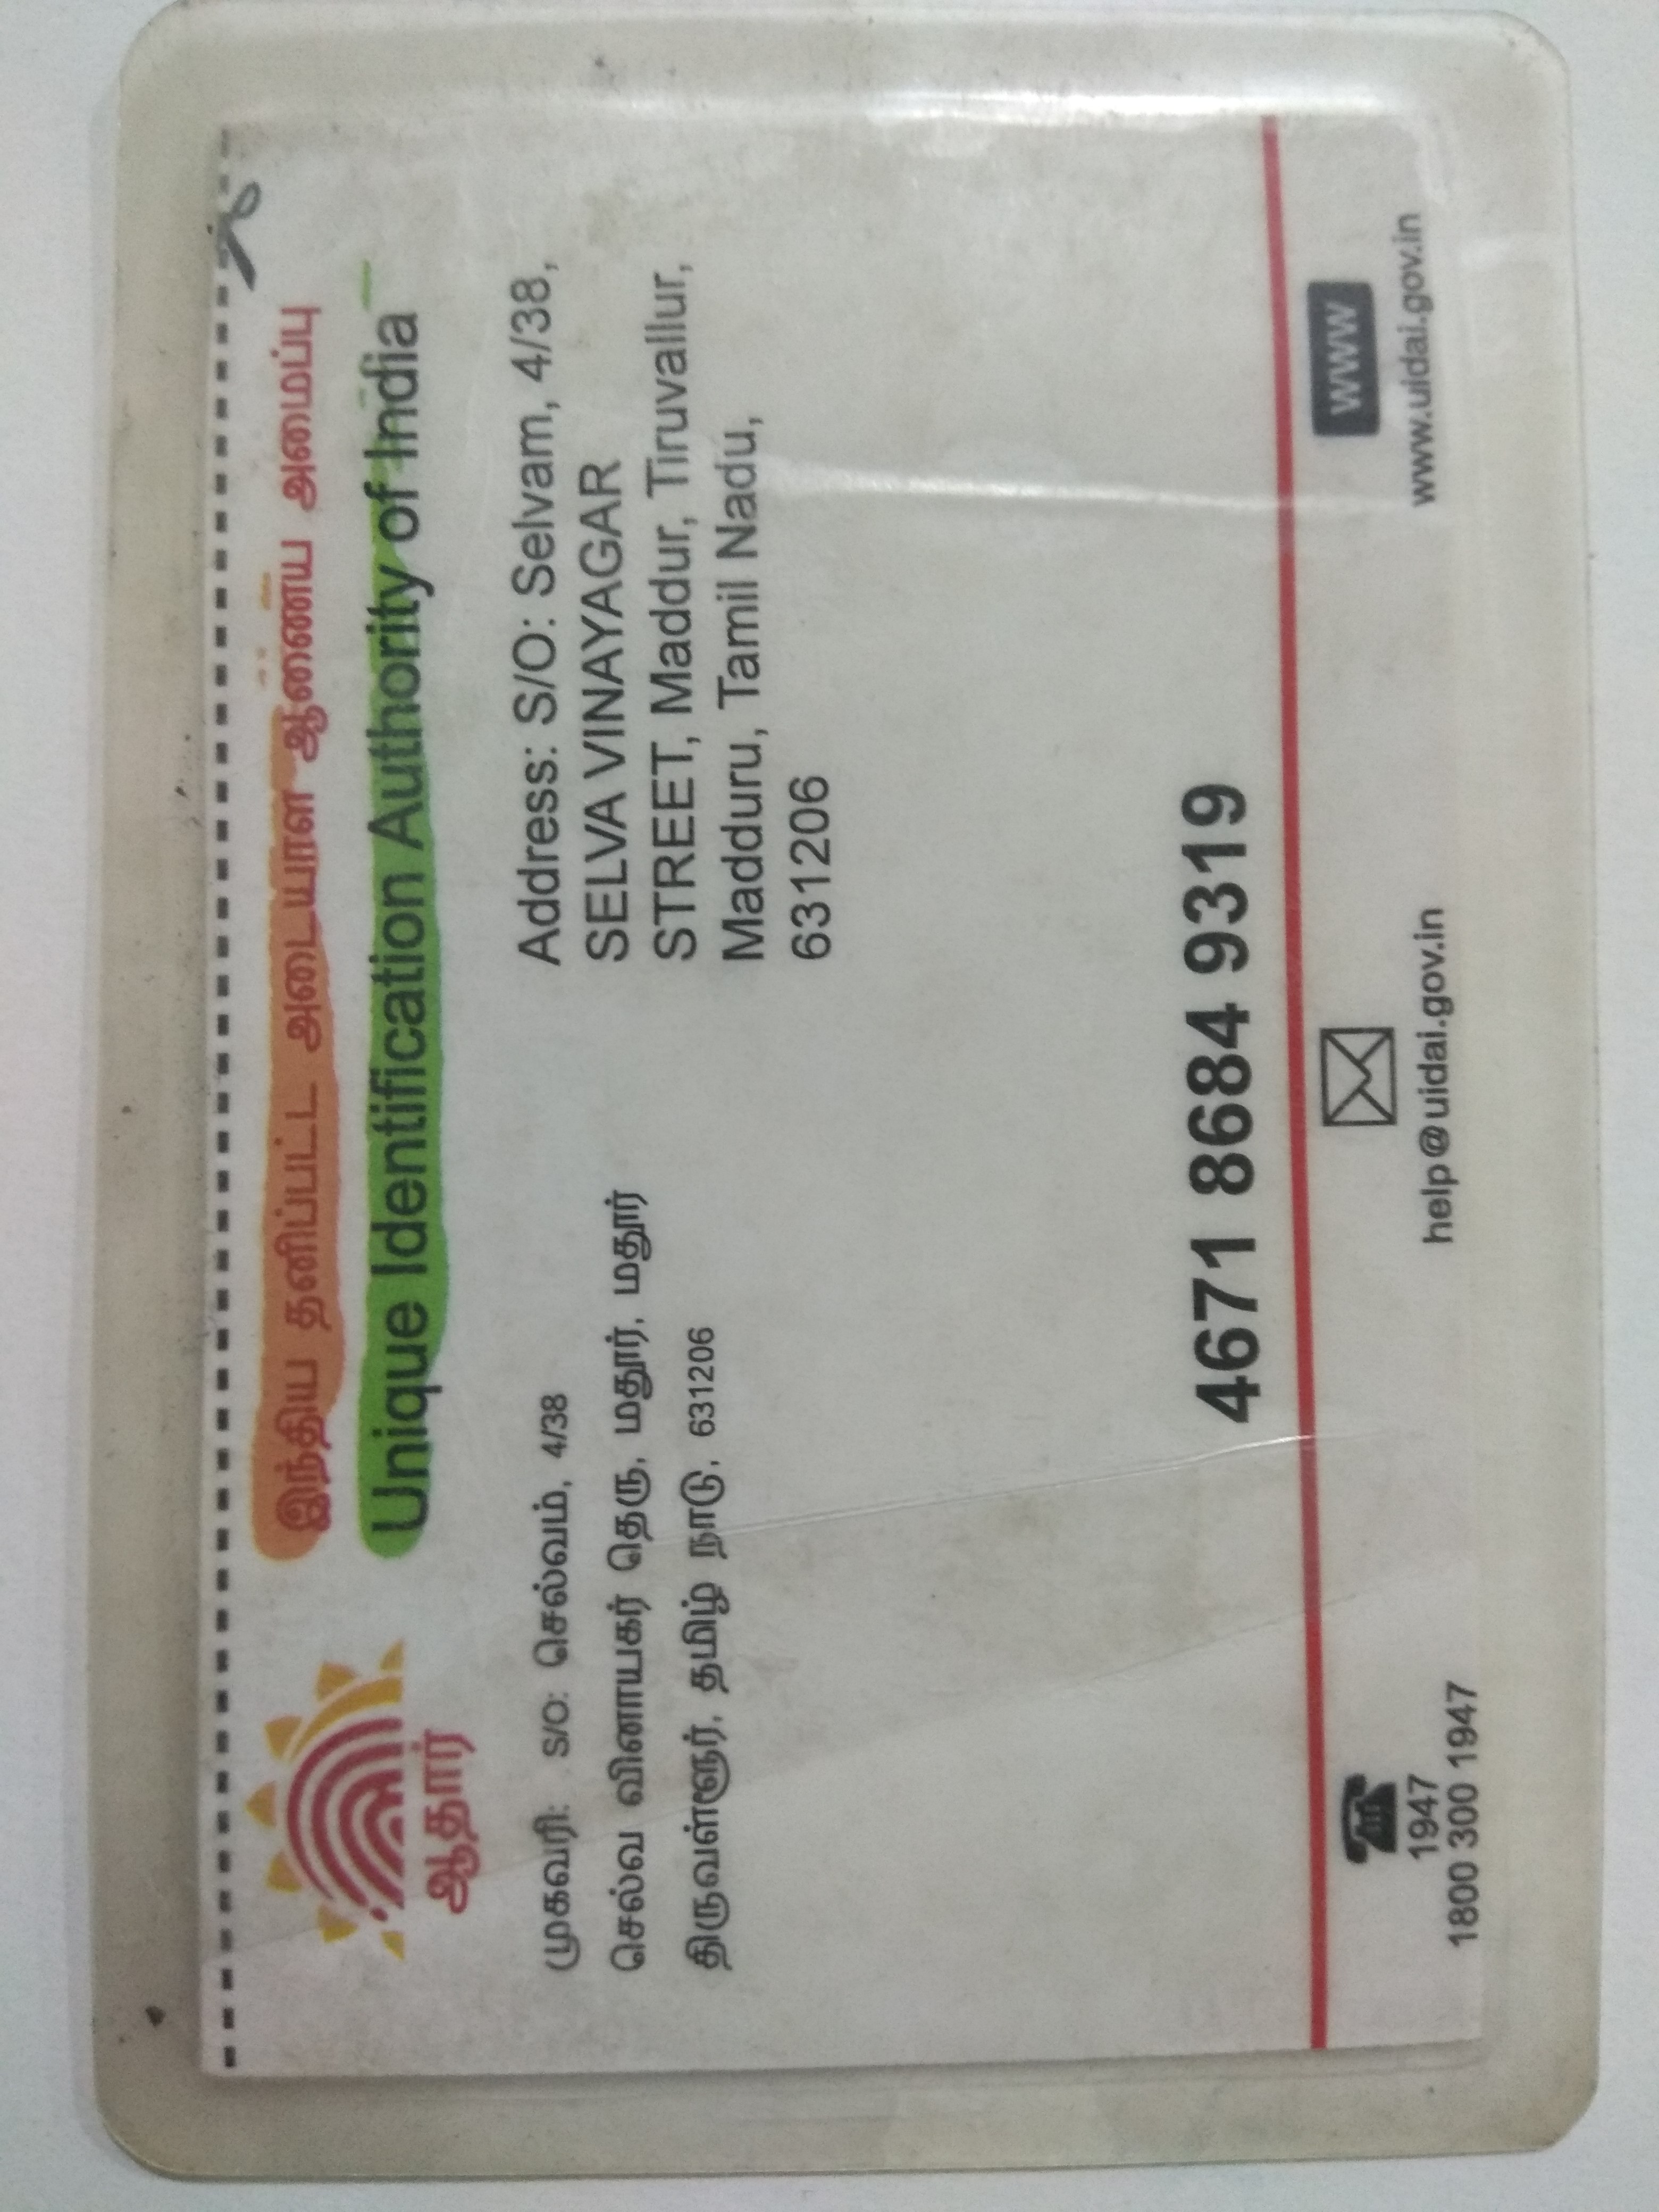 இந்திய தனிப்பட்ட அடையாள ஆணைய அமைப்பு
Unique Identification Authority of India
ஆதார்
முகவரி: S/O: செல்வம், 4/38
செல்வ வினாயகர் தெரு, மதூர், மதூர்
திருவள்ளூர், தமிழ் நாடு, 631206
Address: S/O: Selvam, 4/38,
SELVA VINAYAGAR
STREET, Maddur, Tiruvallur,
Madduru, Tamil Nadu,
631206
4671 8684 9319
1947
1800 300 1947
help@uidai.gov.in
WWW
www.uidai.gov.in